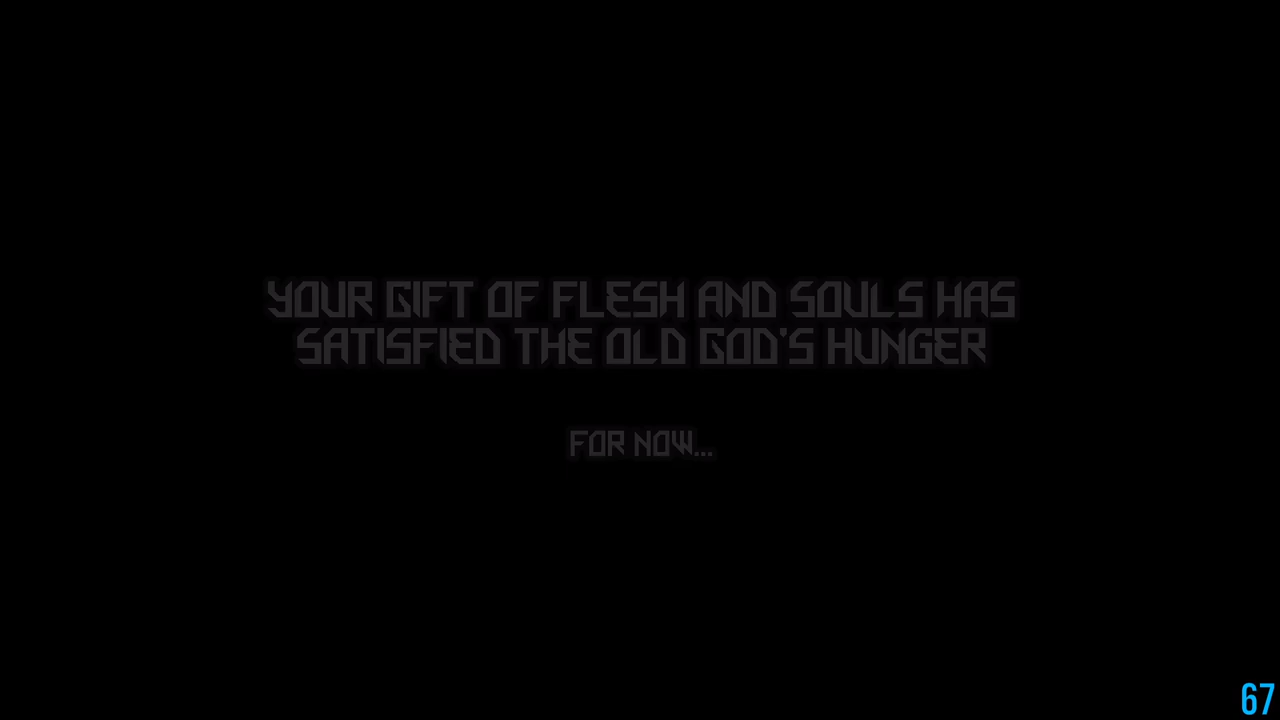 YOUR GIFT OF FLESH AND SOULS HAS
SATISFIED THE OLD GOD'S HUNGER
FOR NOW...
67